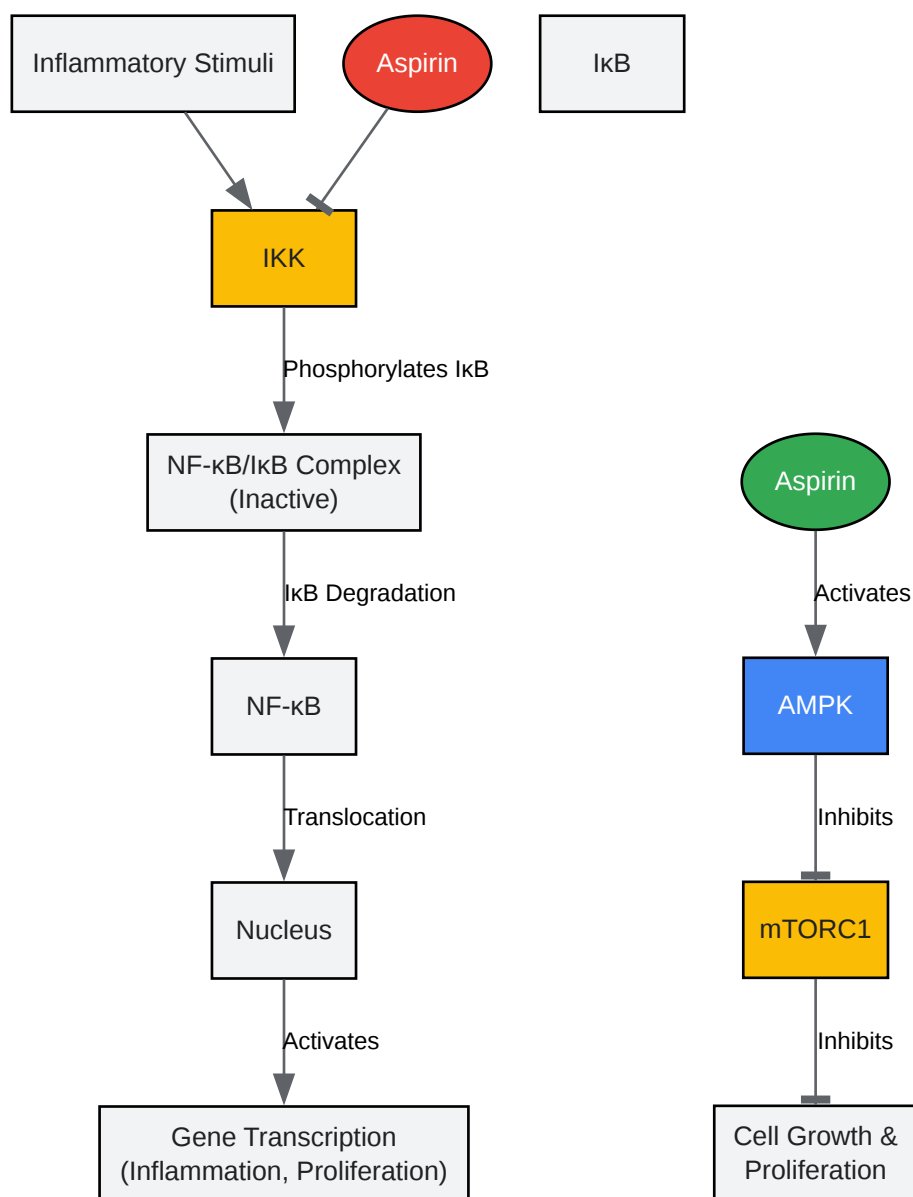 Inflammatory Stimuli
Aspirin
IκB
IKK
Phosphorylates IκB
NF-κB/IκB Complex
(Inactive)
Aspirin
IκB Degradation
Activates
NF-κB
AMPK
Translocation
Inhibits
Nucleus
mTORC1
Activates
Inhibits
Gene Transcription
(Inflammation, Proliferation)
Cell Growth &
Proliferation